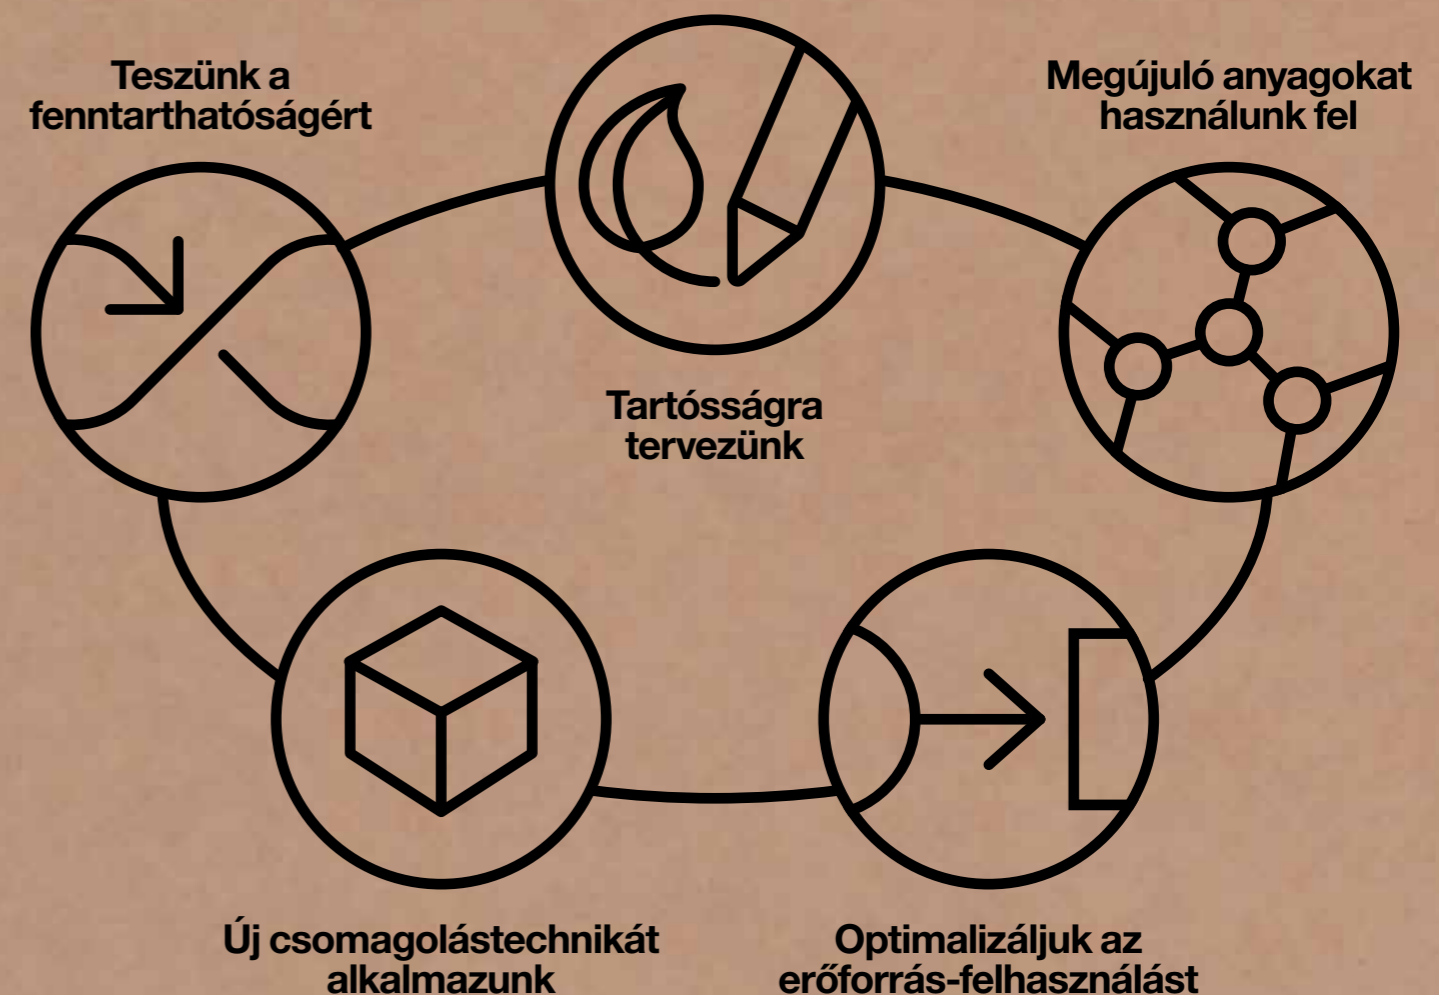 Teszünk a
fenntarthatóságért
Megújuló anyagokat
használunk fel
Tartósságra
tervezünk
Új csomagolástechnikát
alkalmazunk
Optimalizáljuk az
erőforrás-felhasználást